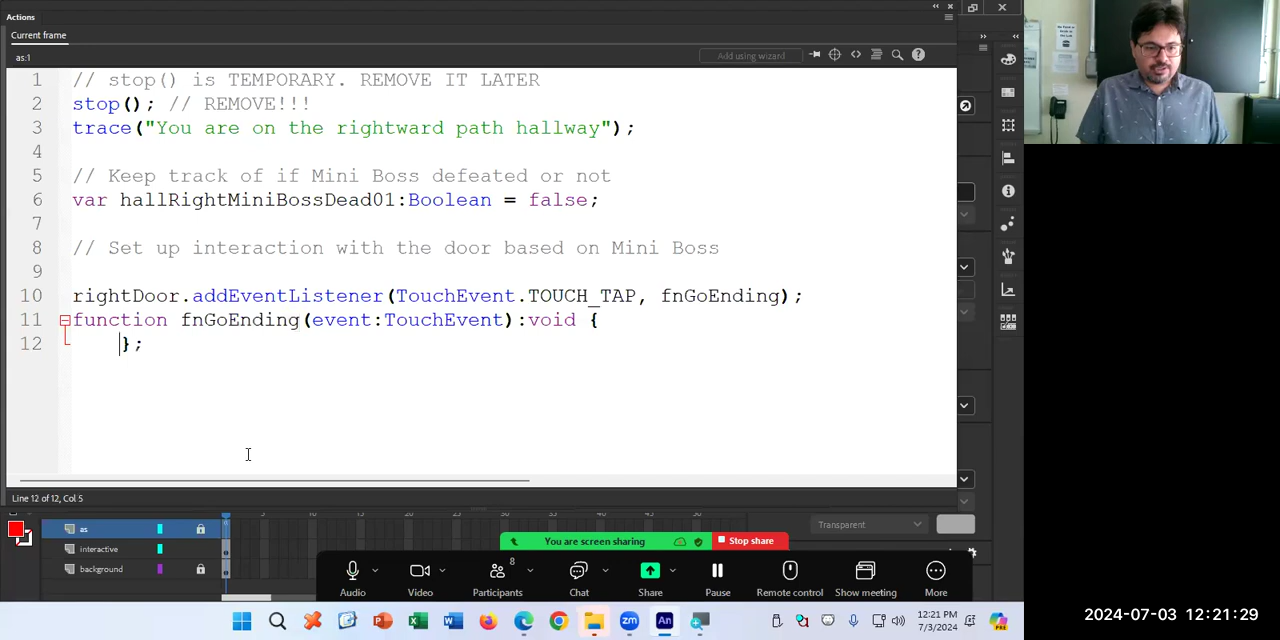 Actions
Current frame
as:1
Add using wizard
1 // stop() is TEMPORARY. REMOVE IT LATER
2 stop(); // REMOVE!!!
3 trace("You are on the rightward path hallway");
4
5 // Keep track of if Mini Boss defeated or not
6 var hallRightMiniBossDead01:Boolean = false;
7
8 // Set up interaction with the door based on Mini Boss
9
10 rightDoor.addEventListener(TouchEvent.TOUCH_TAP, fnGoEnding);
11 function fnGoEnding(event:TouchEvent):void {
12 };
Line 12 of 12, Col 5
as
interactive
background
Transparent
You are screen sharing
Stop share
8
Audio
Video
Participants
Chat
Share
Pause
Remote control
Show meeting
More
zm
An
12:21 PM
7/3/2024
PRE
2024-07-03 12:21:29